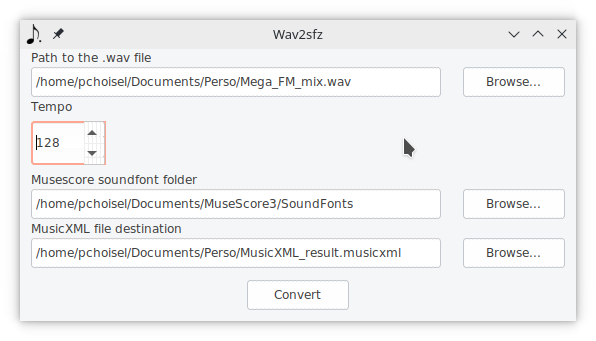 Wav2sfz
Path to the .wav file
/home/pchoisel/Documents/Perso/Mega_FM_mix.wav Browse...
Tempo
128
Musescore soundfont folder
/home/pchoisel/Documents/MuseScore3/SoundFonts Browse...
MusicXML file destination
/home/pchoisel/Documents/Perso/MusicXML_result.musicxml Browse...
Convert